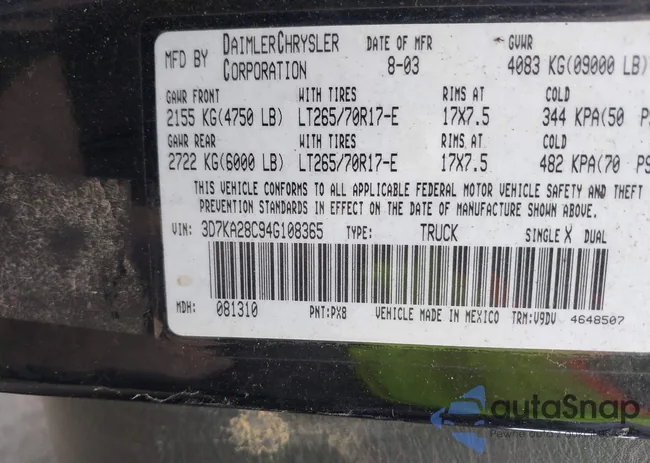 MFD BY DAIMLERCHRYSLER CORPORATION
DATE OF MFR 8-03
GVWR 4083 KG(09000 LB)
GAWR FRONT WITH TIRES RIMS AT COLD
2155 KG(4750 LB) LT265/70R17-E 17X7.5 344 KPA(50 P
GAWR REAR WITH TIRES RIMS AT COLD
2722 KG(6000 LB) LT265/70R17-E 17X7.5 482 KPA(70 PS
THIS VEHICLE CONFORMS TO ALL APPLICABLE FEDERAL MOTOR VEHICLE SAFETY AND THEFT
PREVENTION STANDARDS IN EFFECT ON THE DATE OF MANUFACTURE SHOWN ABOVE.
VIN: 3D7KA28C94G108365 TYPE: TRUCK SINGLE X DUAL
MDH: 081310 PNT:PX8 VEHICLE MADE IN MEXICO TRM:V9DV 4648507
autoSnap